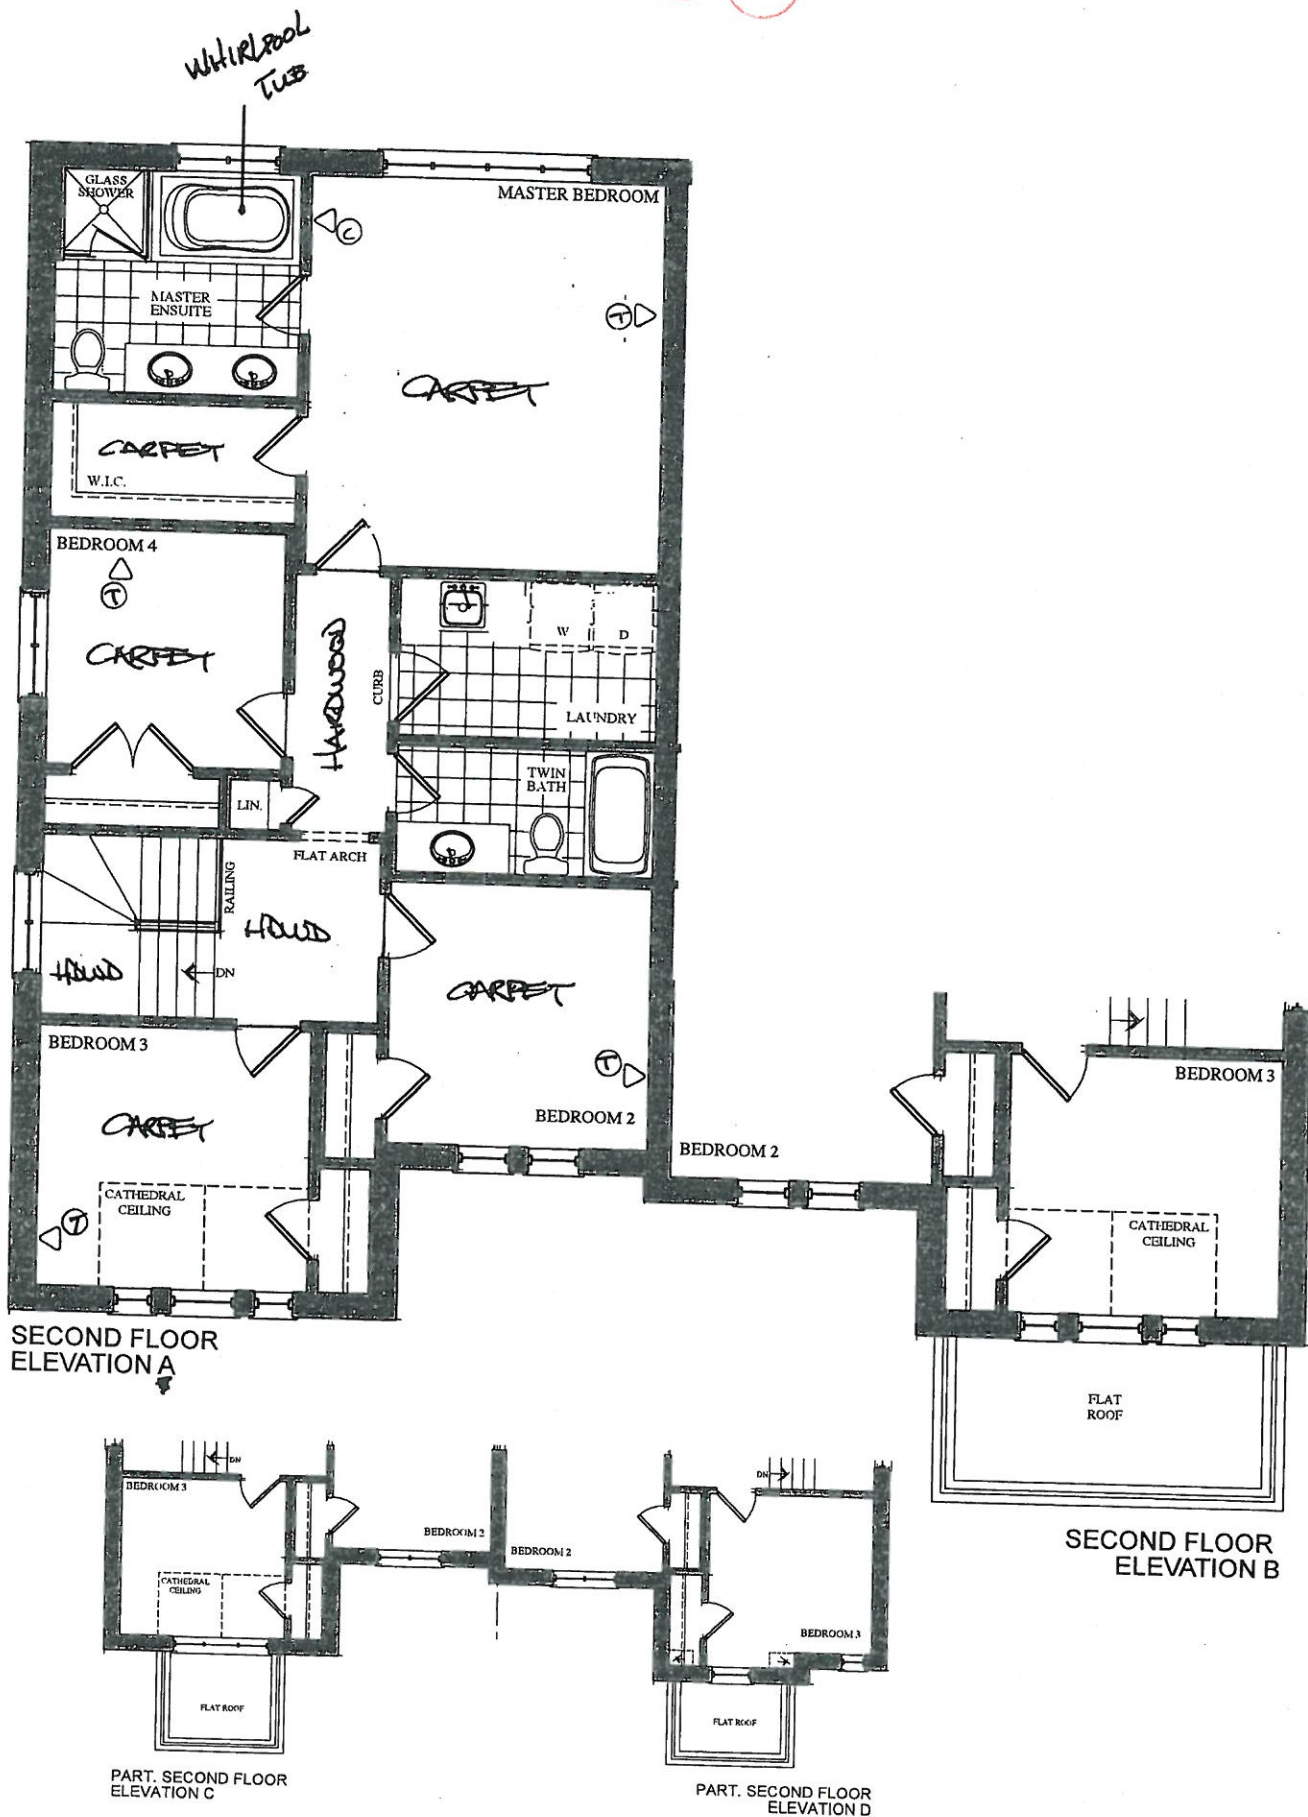 WHIRLPOOL
TUB
GLASS
SHOWER
MASTER BEDROOM
C
MASTER
ENSUITE
T
CARPET
CARPET
W.I.C.
BEDROOM 4
T
CARPET
HARDWOOD
CURB
W
D
LAUNDRY
TWIN
BATH
LIN.
FLAT ARCH
RAILING
HDWD
HDWD
DN
CARPET
BEDROOM 3
T
BEDROOM 2
CARPET
CATHEDRAL
CEILING
T
SECOND FLOOR
ELEVATION A
BEDROOM 2
BEDROOM 3
CATHEDRAL
CEILING
FLAT
ROOF
SECOND FLOOR
ELEVATION B
DN
BEDROOM 3
BEDROOM 2
CATHEDRAL
CEILING
FLAT ROOF
PART. SECOND FLOOR
ELEVATION C
DN
BEDROOM 2
BEDROOM 3
FLAT ROOF
PART. SECOND FLOOR
ELEVATION D